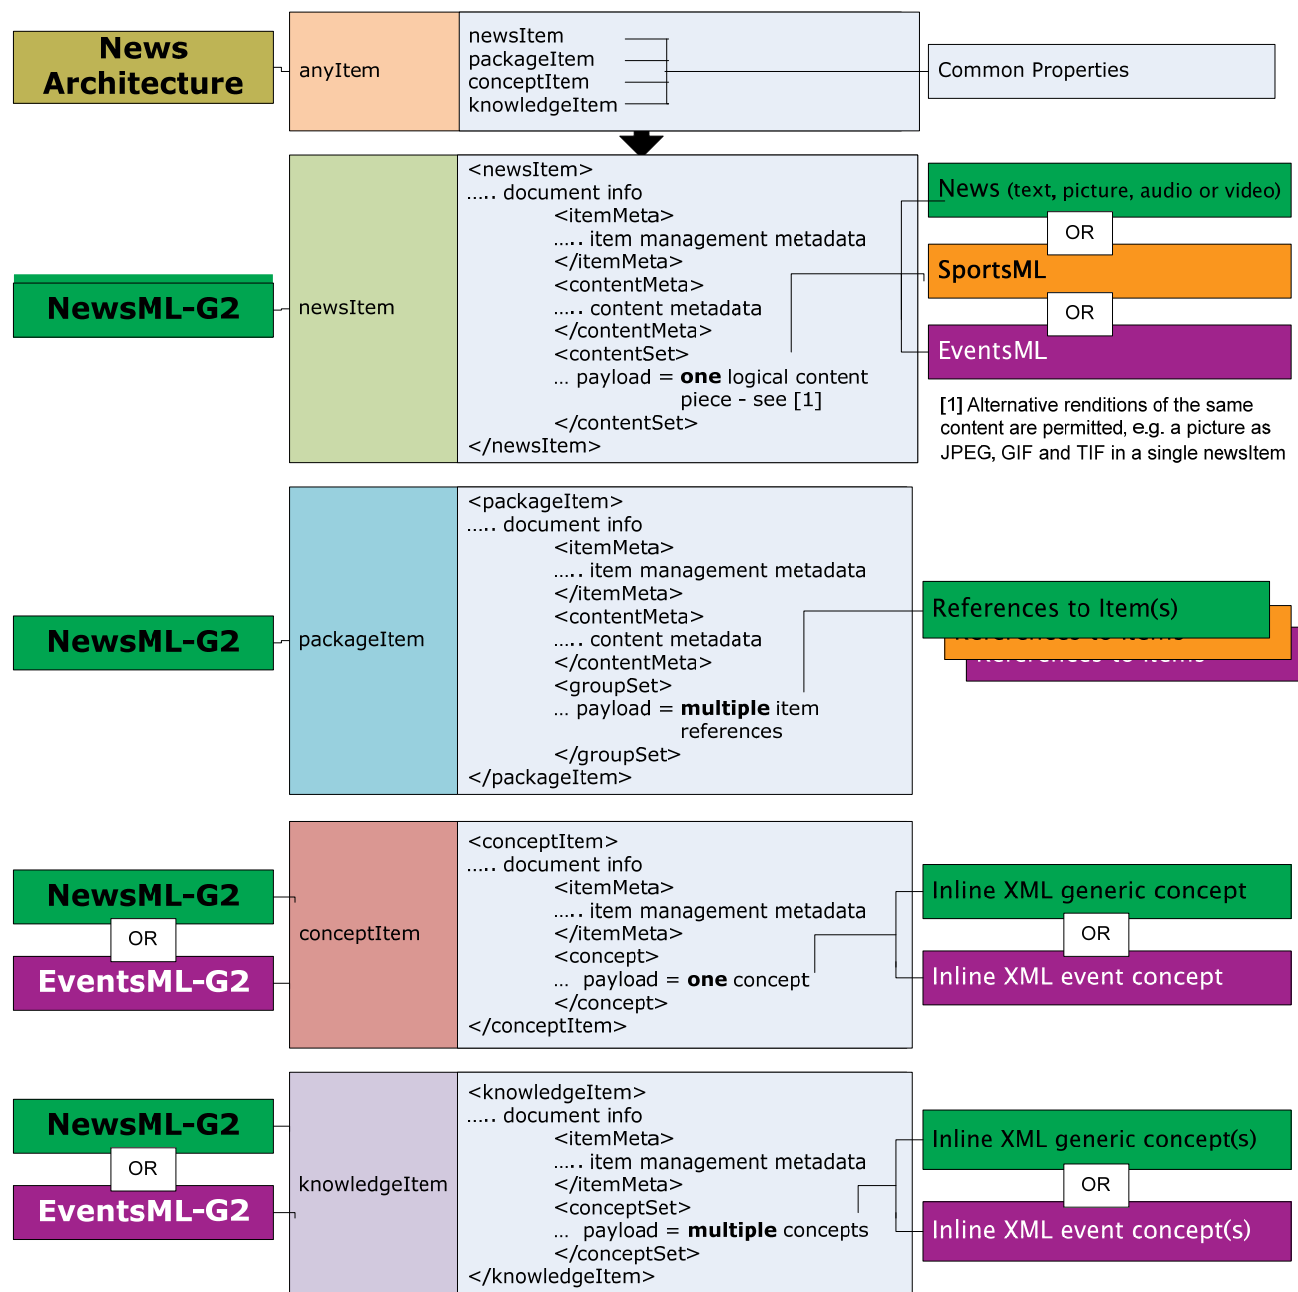 News
Architecture
anyItem
newsItem
packageItem
conceptItem
knowledgeItem
Common Properties
NewsML-G2
newsItem
<newsItem>
..... document info
<itemMeta>
..... item management metadata
</itemMeta>
<contentMeta>
..... content metadata
</contentMeta>
<contentSet>
... payload = one logical content
piece - see [1]
</contentSet>
</newsItem>
News (text, picture, audio or video)
OR
SportsML
OR
EventsML
[1] Alternative renditions of the same
content are permitted, e.g. a picture as
JPEG, GIF and TIF in a single newsItem
NewsML-G2
packageItem
<packageItem>
..... document info
<itemMeta>
..... item management metadata
</itemMeta>
<contentMeta>
..... content metadata
</contentMeta>
<groupSet>
... payload = multiple item
references
</groupSet>
</packageItem>
References to Item(s)
References to Items
References to Items
NewsML-G2
OR
EventsML-G2
conceptItem
<conceptItem>
..... document info
<itemMeta>
..... item management metadata
</itemMeta>
<concept>
... payload = one concept
</concept>
</conceptItem>
Inline XML generic concept
OR
Inline XML event concept
NewsML-G2
OR
EventsML-G2
knowledgeItem
<knowledgeItem>
..... document info
<itemMeta>
..... item management metadata
</itemMeta>
<conceptSet>
... payload = multiple concepts
</conceptSet>
</knowledgeItem>
Inline XML generic concept(s)
OR
Inline XML event concept(s)